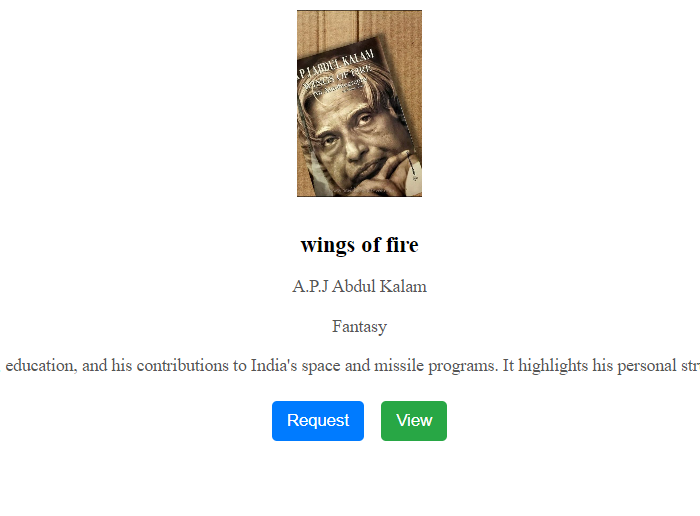 A.P.J ABDUL KALAM
WINGS OF FIRE
wings of fire
A.P.J Abdul Kalam
Fantasy
education, and his contributions to India's space and missile programs. It highlights his personal
Request
View